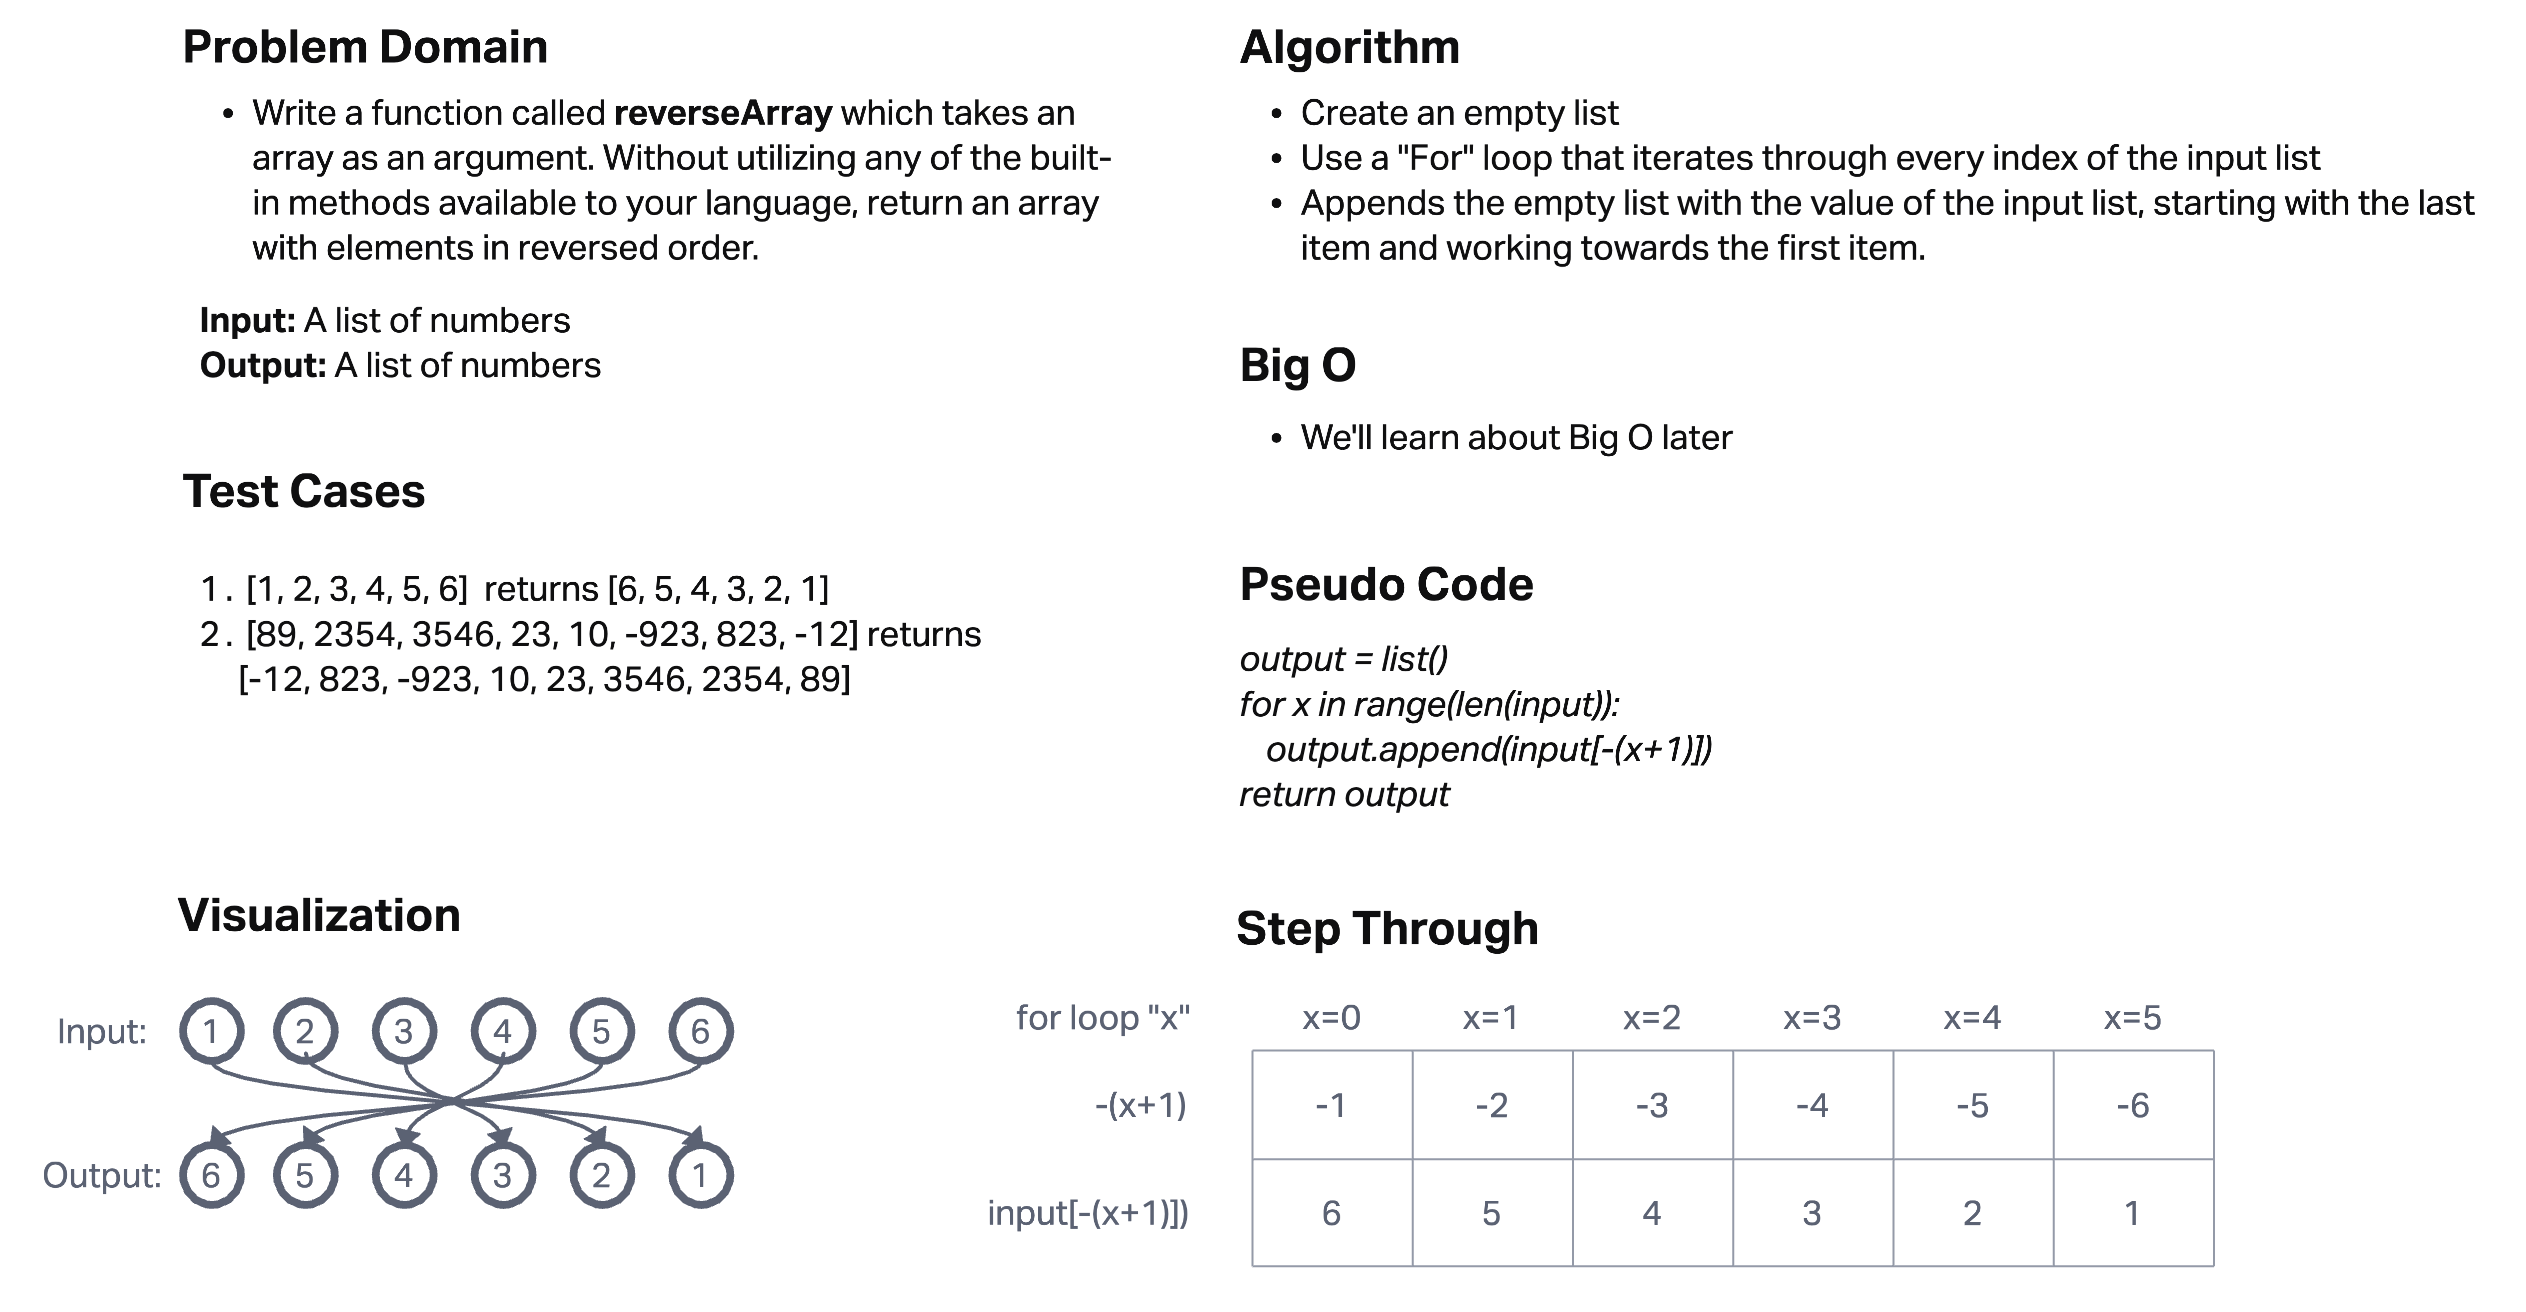 Problem Domain
• Write a function called reverseArray which takes an
array as an argument. Without utilizing any of the built-
in methods available to your language, return an array
with elements in reversed order.
Input: A list of numbers
Output: A list of numbers
Test Cases
1. [1, 2, 3, 4, 5, 6]  returns [6, 5, 4, 3, 2, 1]
2. [89, 2354, 3546, 23, 10, -923, 823, -12] returns
[-12, 823, -923, 10, 23, 3546, 2354, 89]
Visualization
Input: 1 2 3 4 5 6
Output: 6 5 4 3 2 1
Algorithm
• Create an empty list
• Use a "For" loop that iterates through every index of the input list
• Appends the empty list with the value of the input list, starting with the last
item and working towards the first item.
Big O
• We'll learn about Big O later
Pseudo Code
output = list()
for x in range(len(input)):
output.append(input[-(x+1)])
return output
Step Through
for loop "x" x=0 x=1 x=2 x=3 x=4 x=5
-(x+1) -1 -2 -3 -4 -5 -6
input[-(x+1)]) 6 5 4 3 2 1